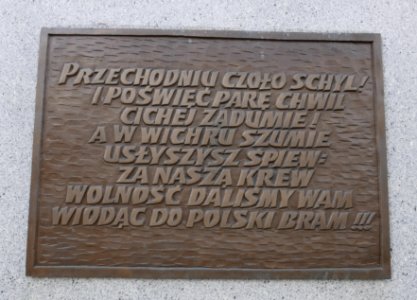 PRZECHODNIU CZOŁO SCHYL!
I POŚWIĘĆ PARĘ CHWIL
CICHEJ ZADUMIE!
A W WICHRU SZUMIE
USŁYSZYSZ ŚPIEW:
ZA NASZĄ KREW
WOLNOŚĆ DALIŚMY WAM
WIODĄC DO POLSKI BRAM!!!